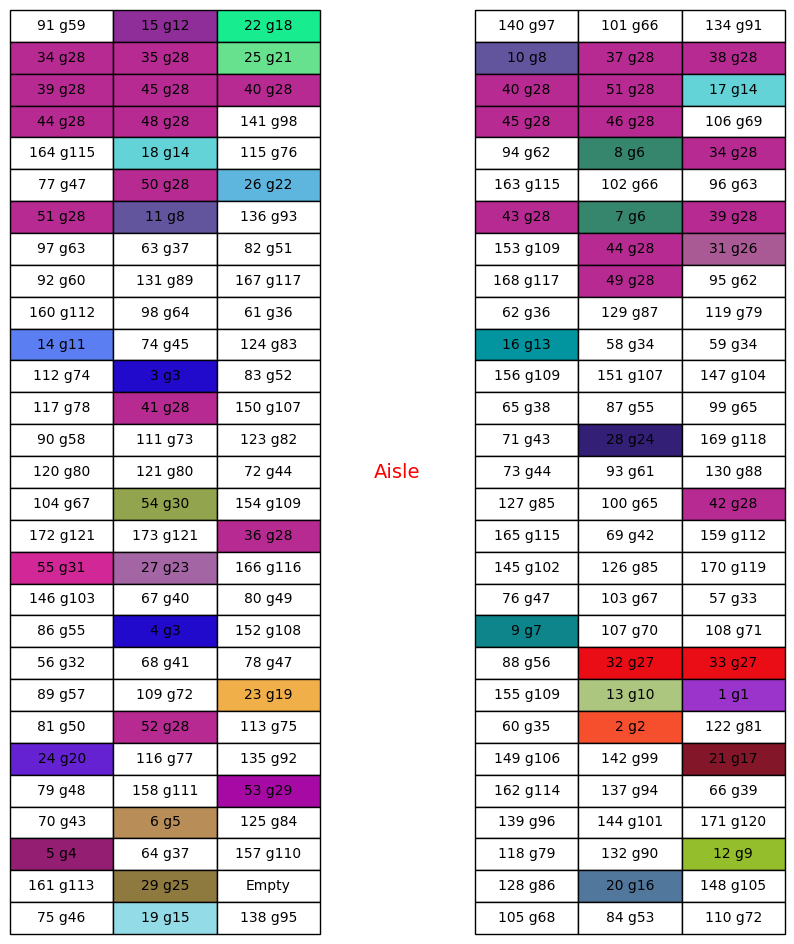 91 g59 15 g12 22 g18 140 g97 101 g66 134 g91
34 g28 35 g28 25 g21 10 g8 37 g28 38 g28
39 g28 45 g28 40 g28 40 g28 51 g28 17 g14
44 g28 48 g28 141 g98 45 g28 46 g28 106 g69
164 g115 18 g14 115 g76 94 g62 8 g6 34 g28
77 g47 50 g28 26 g22 163 g115 102 g66 96 g63
51 g28 11 g8 136 g93 43 g28 7 g6 39 g28
97 g63 63 g37 82 g51 153 g109 44 g28 31 g26
92 g60 131 g89 167 g117 168 g117 49 g28 95 g62
160 g112 98 g64 61 g36 62 g36 129 g87 119 g79
14 g11 74 g45 124 g83 16 g13 58 g34 59 g34
112 g74 3 g3 83 g52 156 g109 151 g107 147 g104
117 g78 41 g28 150 g107 65 g38 87 g55 99 g65
90 g58 111 g73 123 g82 71 g43 28 g24 169 g118
120 g80 121 g80 72 g44 Aisle 73 g44 93 g61 130 g88
104 g67 54 g30 154 g109 127 g85 100 g65 42 g28
172 g121 173 g121 36 g28 165 g115 69 g42 159 g112
55 g31 27 g23 166 g116 145 g102 126 g85 170 g119
146 g103 67 g40 80 g49 76 g47 103 g67 57 g33
86 g55 4 g3 152 g108 9 g7 107 g70 108 g71
56 g32 68 g41 78 g47 88 g56 32 g27 33 g27
89 g57 109 g72 23 g19 155 g109 13 g10 1 g1
81 g50 52 g28 113 g75 60 g35 2 g2 122 g81
24 g20 116 g77 135 g92 149 g106 142 g99 21 g17
79 g48 158 g111 53 g29 162 g114 137 g94 66 g39
70 g43 6 g5 125 g84 139 g96 144 g101 171 g120
5 g4 64 g37 157 g110 118 g79 132 g90 12 g9
161 g113 29 g25 Empty 128 g86 20 g16 148 g105
75 g46 19 g15 138 g95 105 g68 84 g53 110 g72